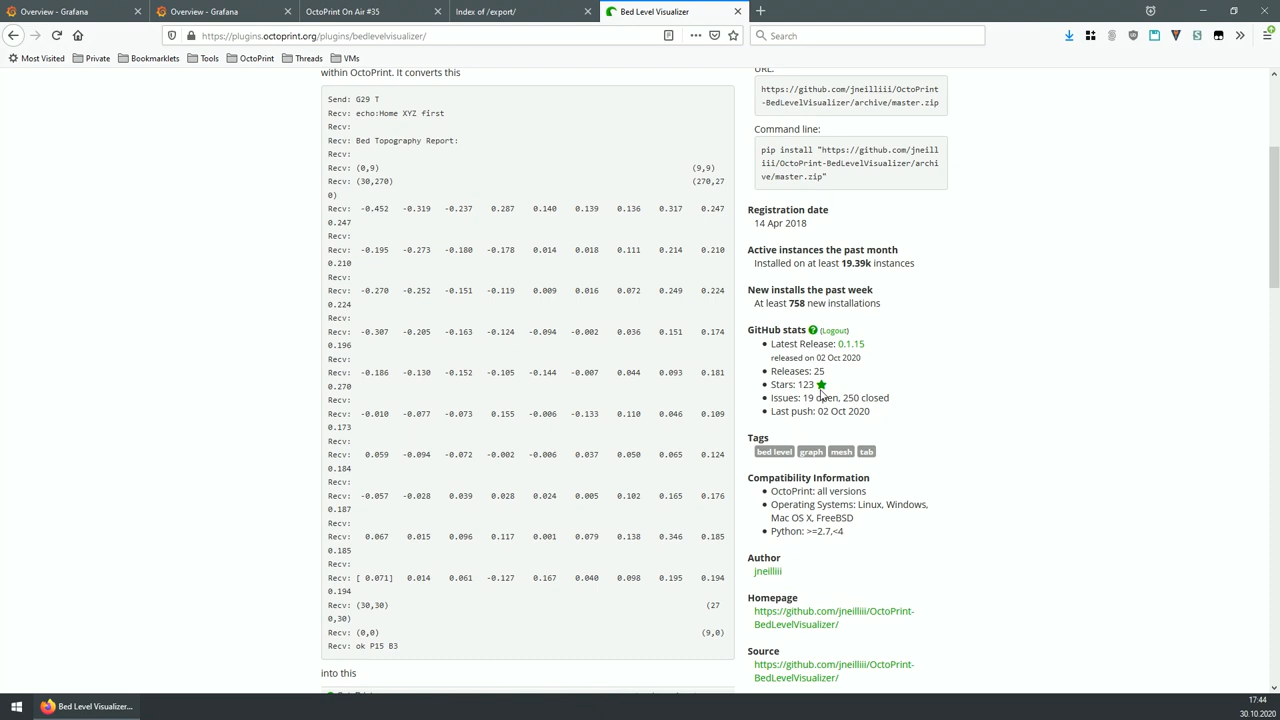 Overview - Grafana
Overview - Grafana
OctoPrint On Air #35
Index of /export/
Bed Level Visualizer
https://plugins.octoprint.org/plugins/bedlevelvisualizer/
Search
Most Visited
Private
Bookmarklets
Tools
OctoPrint
Threads
VMs
within OctoPrint. It converts this
Send: G29 T
Recv: echo:Home XYZ first
Recv:
Recv: Bed Topography Report:
Recv:
Recv: (0,9) (9,9)
Recv: (30,270) (270,27
0)
Recv: -0.452 -0.319 -0.237 0.287 0.140 0.139 0.136 0.317 0.247
0.247
Recv:
Recv: -0.195 -0.273 -0.180 -0.178 0.014 0.018 0.111 0.214 0.210
0.210
Recv:
Recv: -0.270 -0.252 -0.151 -0.119 0.009 0.016 0.072 0.249 0.224
0.224
Recv:
Recv: -0.307 -0.205 -0.163 -0.124 -0.094 -0.002 0.036 0.151 0.174
0.196
Recv:
Recv: -0.186 -0.130 -0.152 -0.105 -0.144 -0.007 0.044 0.093 0.181
0.270
Recv:
Recv: -0.010 -0.077 -0.073 0.155 -0.006 -0.133 0.110 0.046 0.109
0.173
Recv:
Recv: 0.059 -0.094 -0.072 -0.002 -0.006 0.037 0.050 0.065 0.124
0.184
Recv:
Recv: -0.057 -0.028 0.039 0.028 0.024 0.005 0.102 0.165 0.176
0.187
Recv:
Recv: 0.067 0.015 0.096 0.117 0.001 0.079 0.138 0.346 0.185
0.185
Recv:
Recv: [ 0.071] 0.014 0.061 -0.127 0.167 0.040 0.098 0.195 0.194
0.194
Recv: (30,30) (27
0,30)
Recv: (0,0) (9,0)
Recv: ok P15 B3
into this
URL:
https://github.com/jneilliii/OctoPrint
-BedLevelVisualizer/archive/master.zip
Command line:
pip install "https://github.com/jneill
iii/OctoPrint-BedLevelVisualizer/archi
ve/master.zip"
Registration date
14 Apr 2018
Active instances the past month
Installed on at least 19.39k instances
New installs the past week
At least 758 new installations
GitHub stats ? (Logout)
Latest Release: 0.1.15
released on 02 Oct 2020
Releases: 25
Stars: 123
Issues: 19 open, 250 closed
Last push: 02 Oct 2020
Tags
bed level graph mesh tab
Compatibility Information
OctoPrint: all versions
Operating Systems: Linux, Windows,
Mac OS X, FreeBSD
Python: >=2.7,<4
Author
jneilliii
Homepage
https://github.com/jneilliii/OctoPrint-
BedLevelVisualizer/
Source
https://github.com/jneilliii/OctoPrint-
BedLevelVisualizer/
Bed Level Visualizer...
17:44
30.10.2020